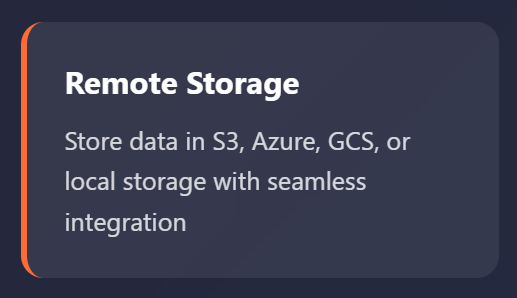 Remote Storage
Store data in S3, Azure, GCS, or
local storage with seamless
integration